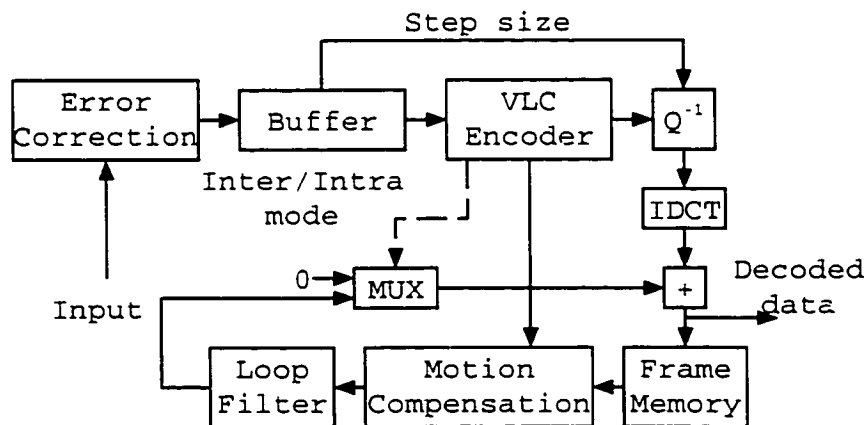 Step size
Error
Correction
Buffer
VLC
Encoder
Q⁻¹
Inter/Intra
mode
IDCT
0
MUX
+
Decoded
data
Input
Loop
Filter
Motion
Compensation
Frame
Memory